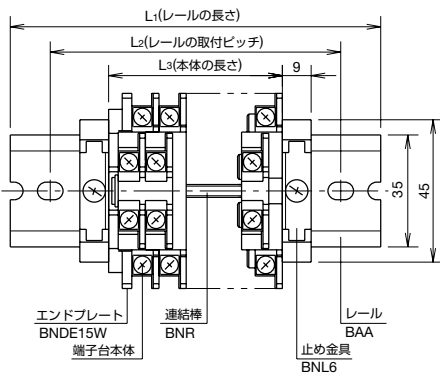 L₁(レールの長さ)
L₂(レールの取付ピッチ)
L₃(本体の長さ)
9
35
45
エンドプレート
BNDE15W
端子台本体
連結棒
BNR
レール
BAA
止め金具
BNL6